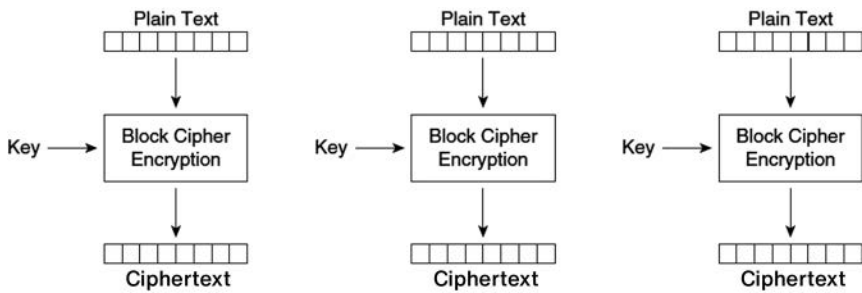 Plain Text
Plain Text
Plain Text
Key
Block Cipher
Encryption
Key
Block Cipher
Encryption
Key
Block Cipher
Encryption
Ciphertext
Ciphertext
Ciphertext